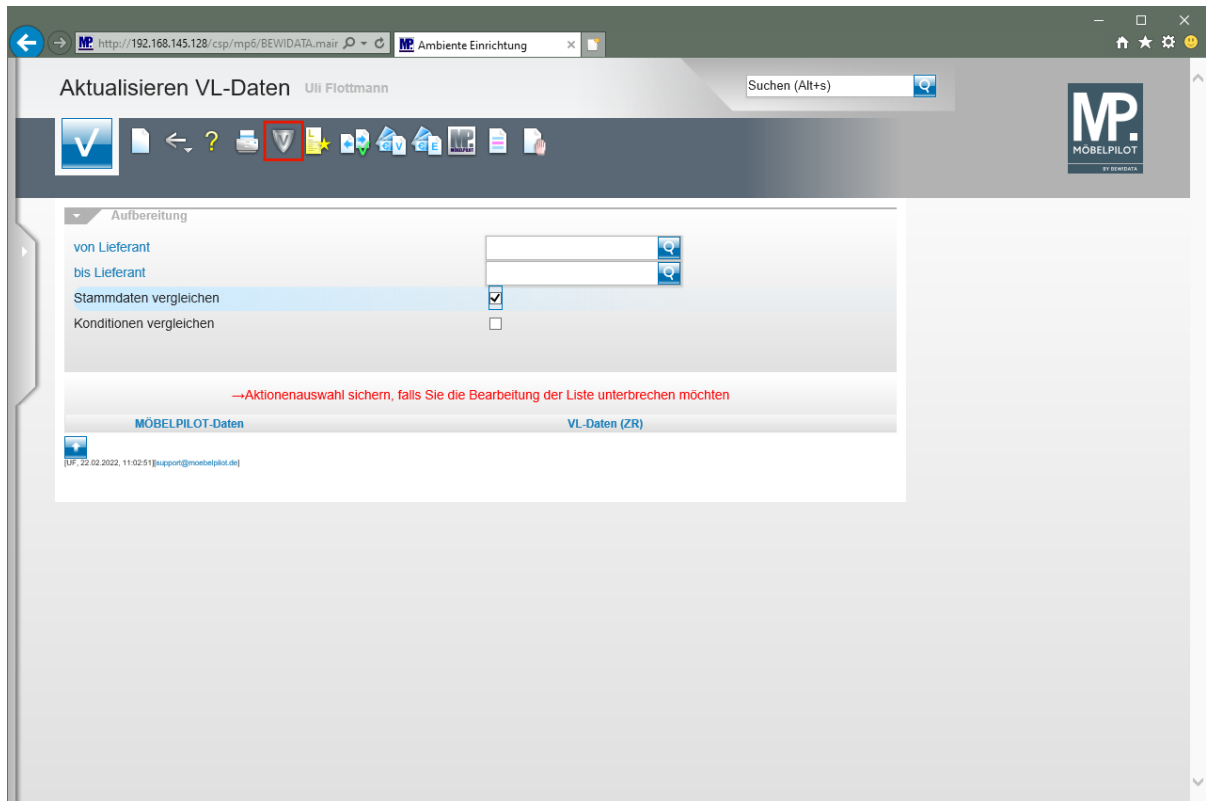 http://192.168.145.128/csp/mp6/BEWIDATA.mair
MP. Ambiente Einrichtung
Aktualisieren VL-Daten Uli Flottmann
Suchen (Alt+s)
MP.
MÖBELPILOT
BY BEWIDATA
Aufbereitung
von Lieferant
bis Lieferant
Stammdaten vergleichen
Konditionen vergleichen
→Aktionenauswahl sichern, falls Sie die Bearbeitung der Liste unterbrechen möchten
MÖBELPILOT-Daten VL-Daten (ZR)
[UF, 22.02.2022, 11:02:51][support@moebelpilot.de]